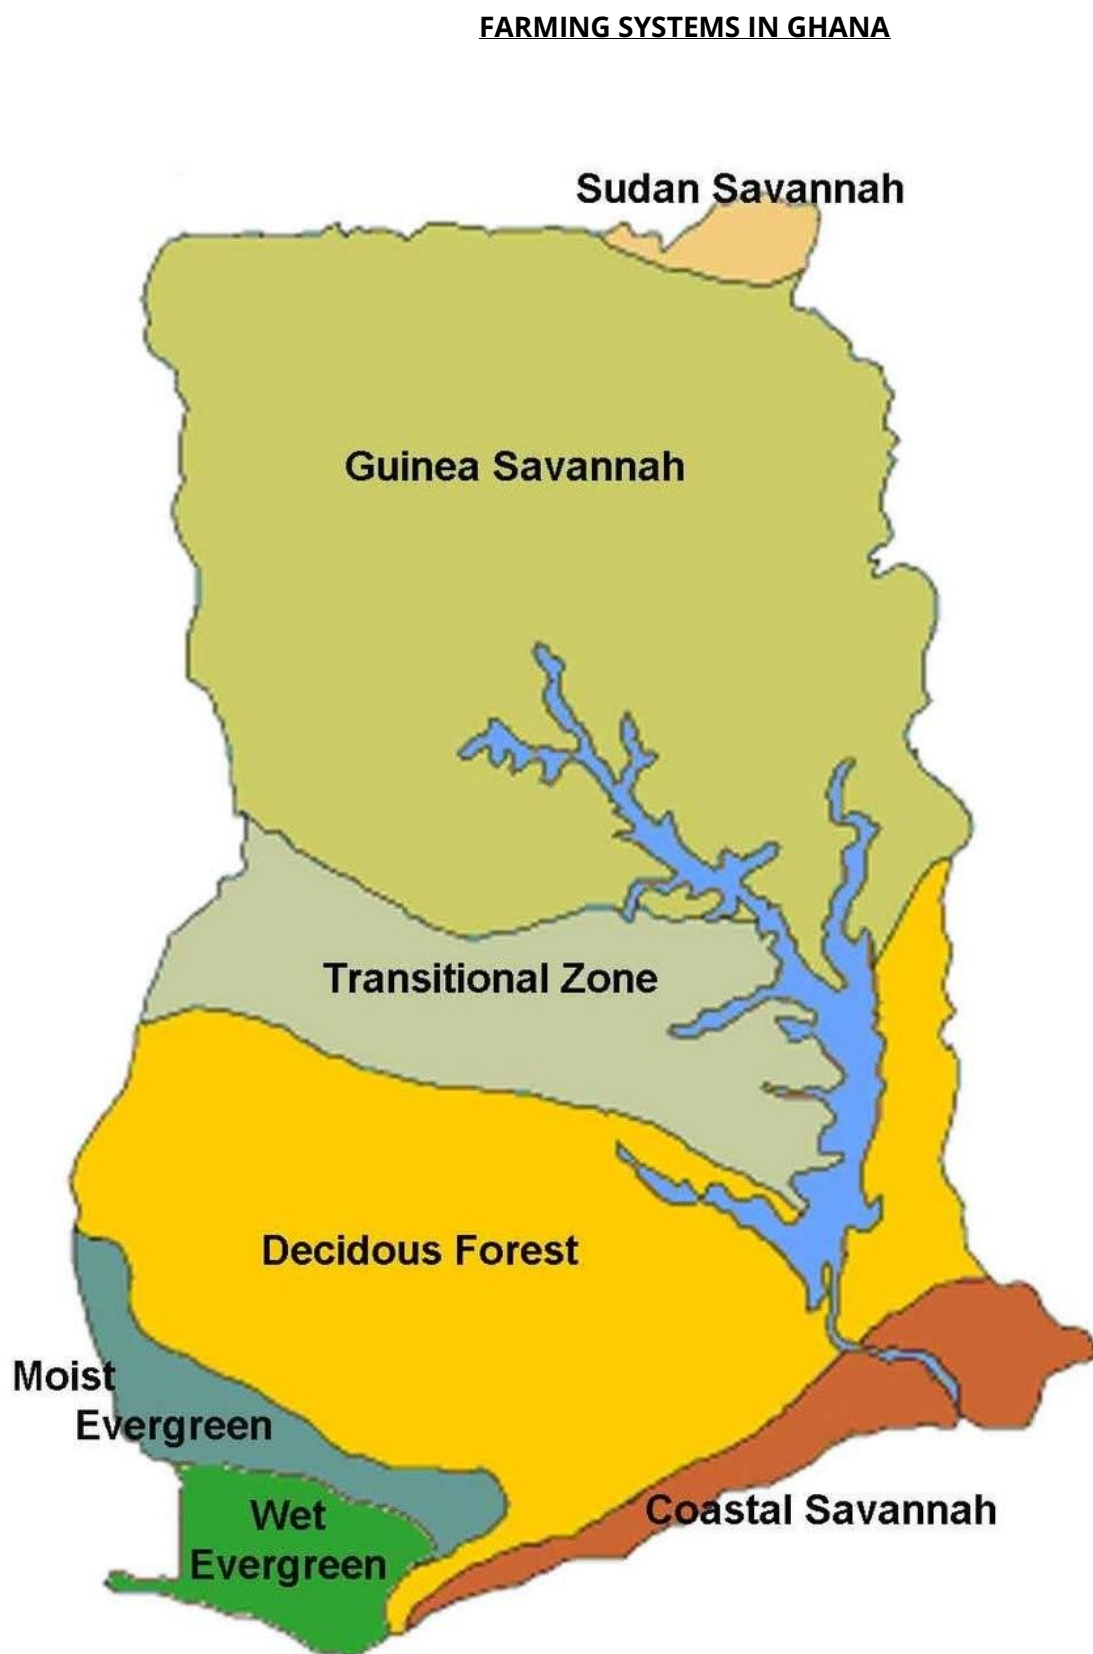 FARMING SYSTEMS IN GHANA
Sudan Savannah
Guinea Savannah
Transitional Zone
Decidous Forest
Moist
Evergreen
Wet
Evergreen
Coastal Savannah